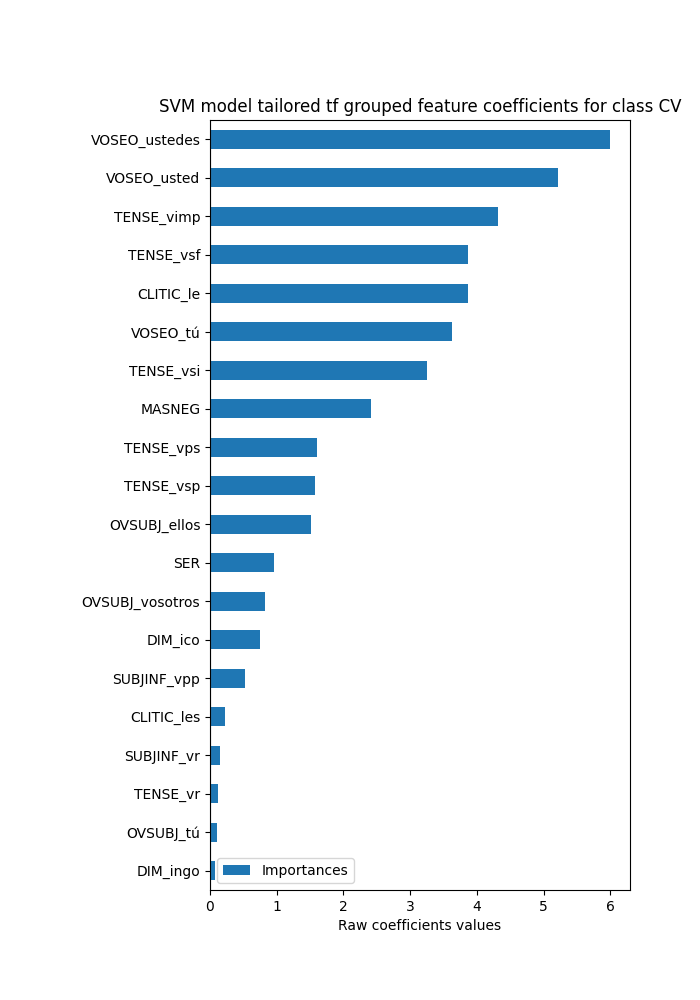 SVM model tailored tf grouped feature coefficients for class CV
VOSEO_ustedes
VOSEO_usted
TENSE_vimp
TENSE_vsf
CLITIC_le
VOSEO_tú
TENSE_vsi
MASNEG
TENSE_vps
TENSE_vsp
OVSUBJ_ellos
SER
OVSUBJ_vosotros
DIM_ico
SUBJINF_vpp
CLITIC_les
SUBJINF_vr
TENSE_vr
OVSUBJ_tú
DIM_ingo
Importances
0 1 2 3 4 5 6
Raw coefficients values